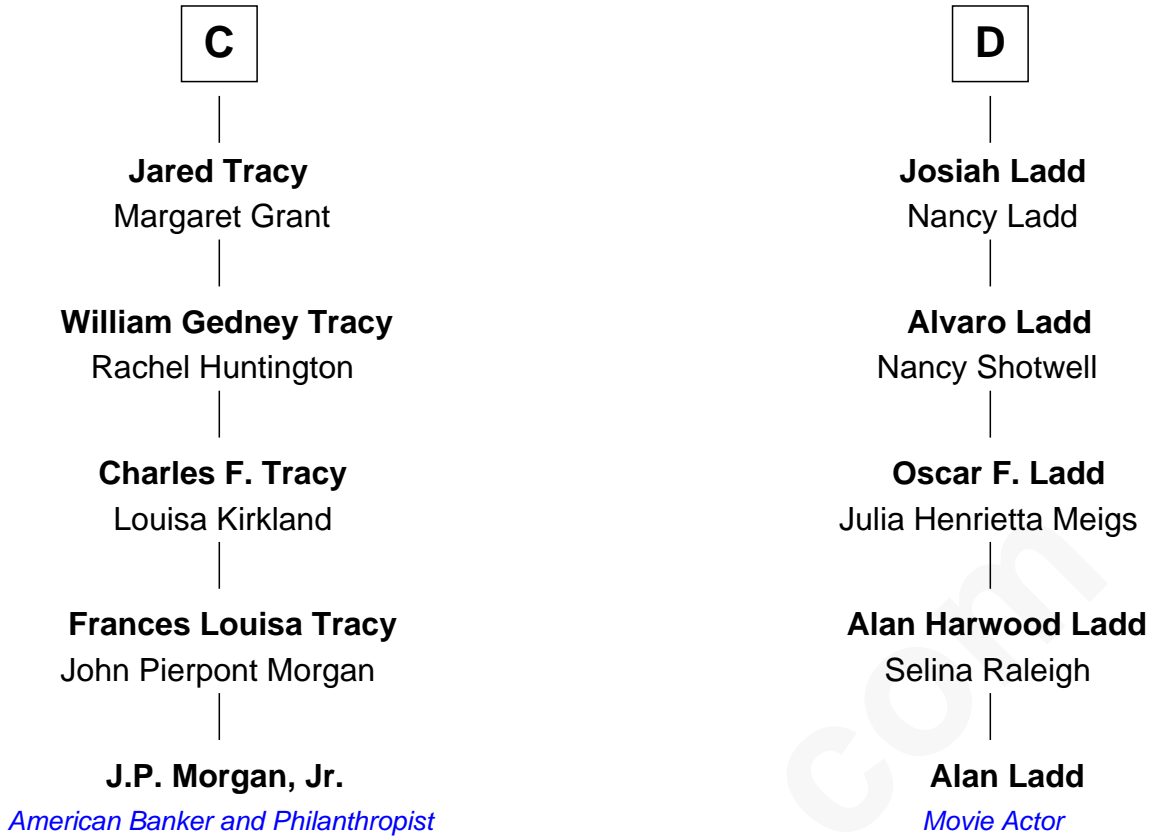 C
Jared Tracy
Margaret Grant
William Gedney Tracy
Rachel Huntington
Charles F. Tracy
Louisa Kirkland
Frances Louisa Tracy
John Pierpont Morgan
J.P. Morgan, Jr.
American Banker and Philanthropist
D
Josiah Ladd
Nancy Ladd
Alvaro Ladd
Nancy Shotwell
Oscar F. Ladd
Julia Henrietta Meigs
Alan Harwood Ladd
Selina Raleigh
Alan Ladd
Movie Actor
com